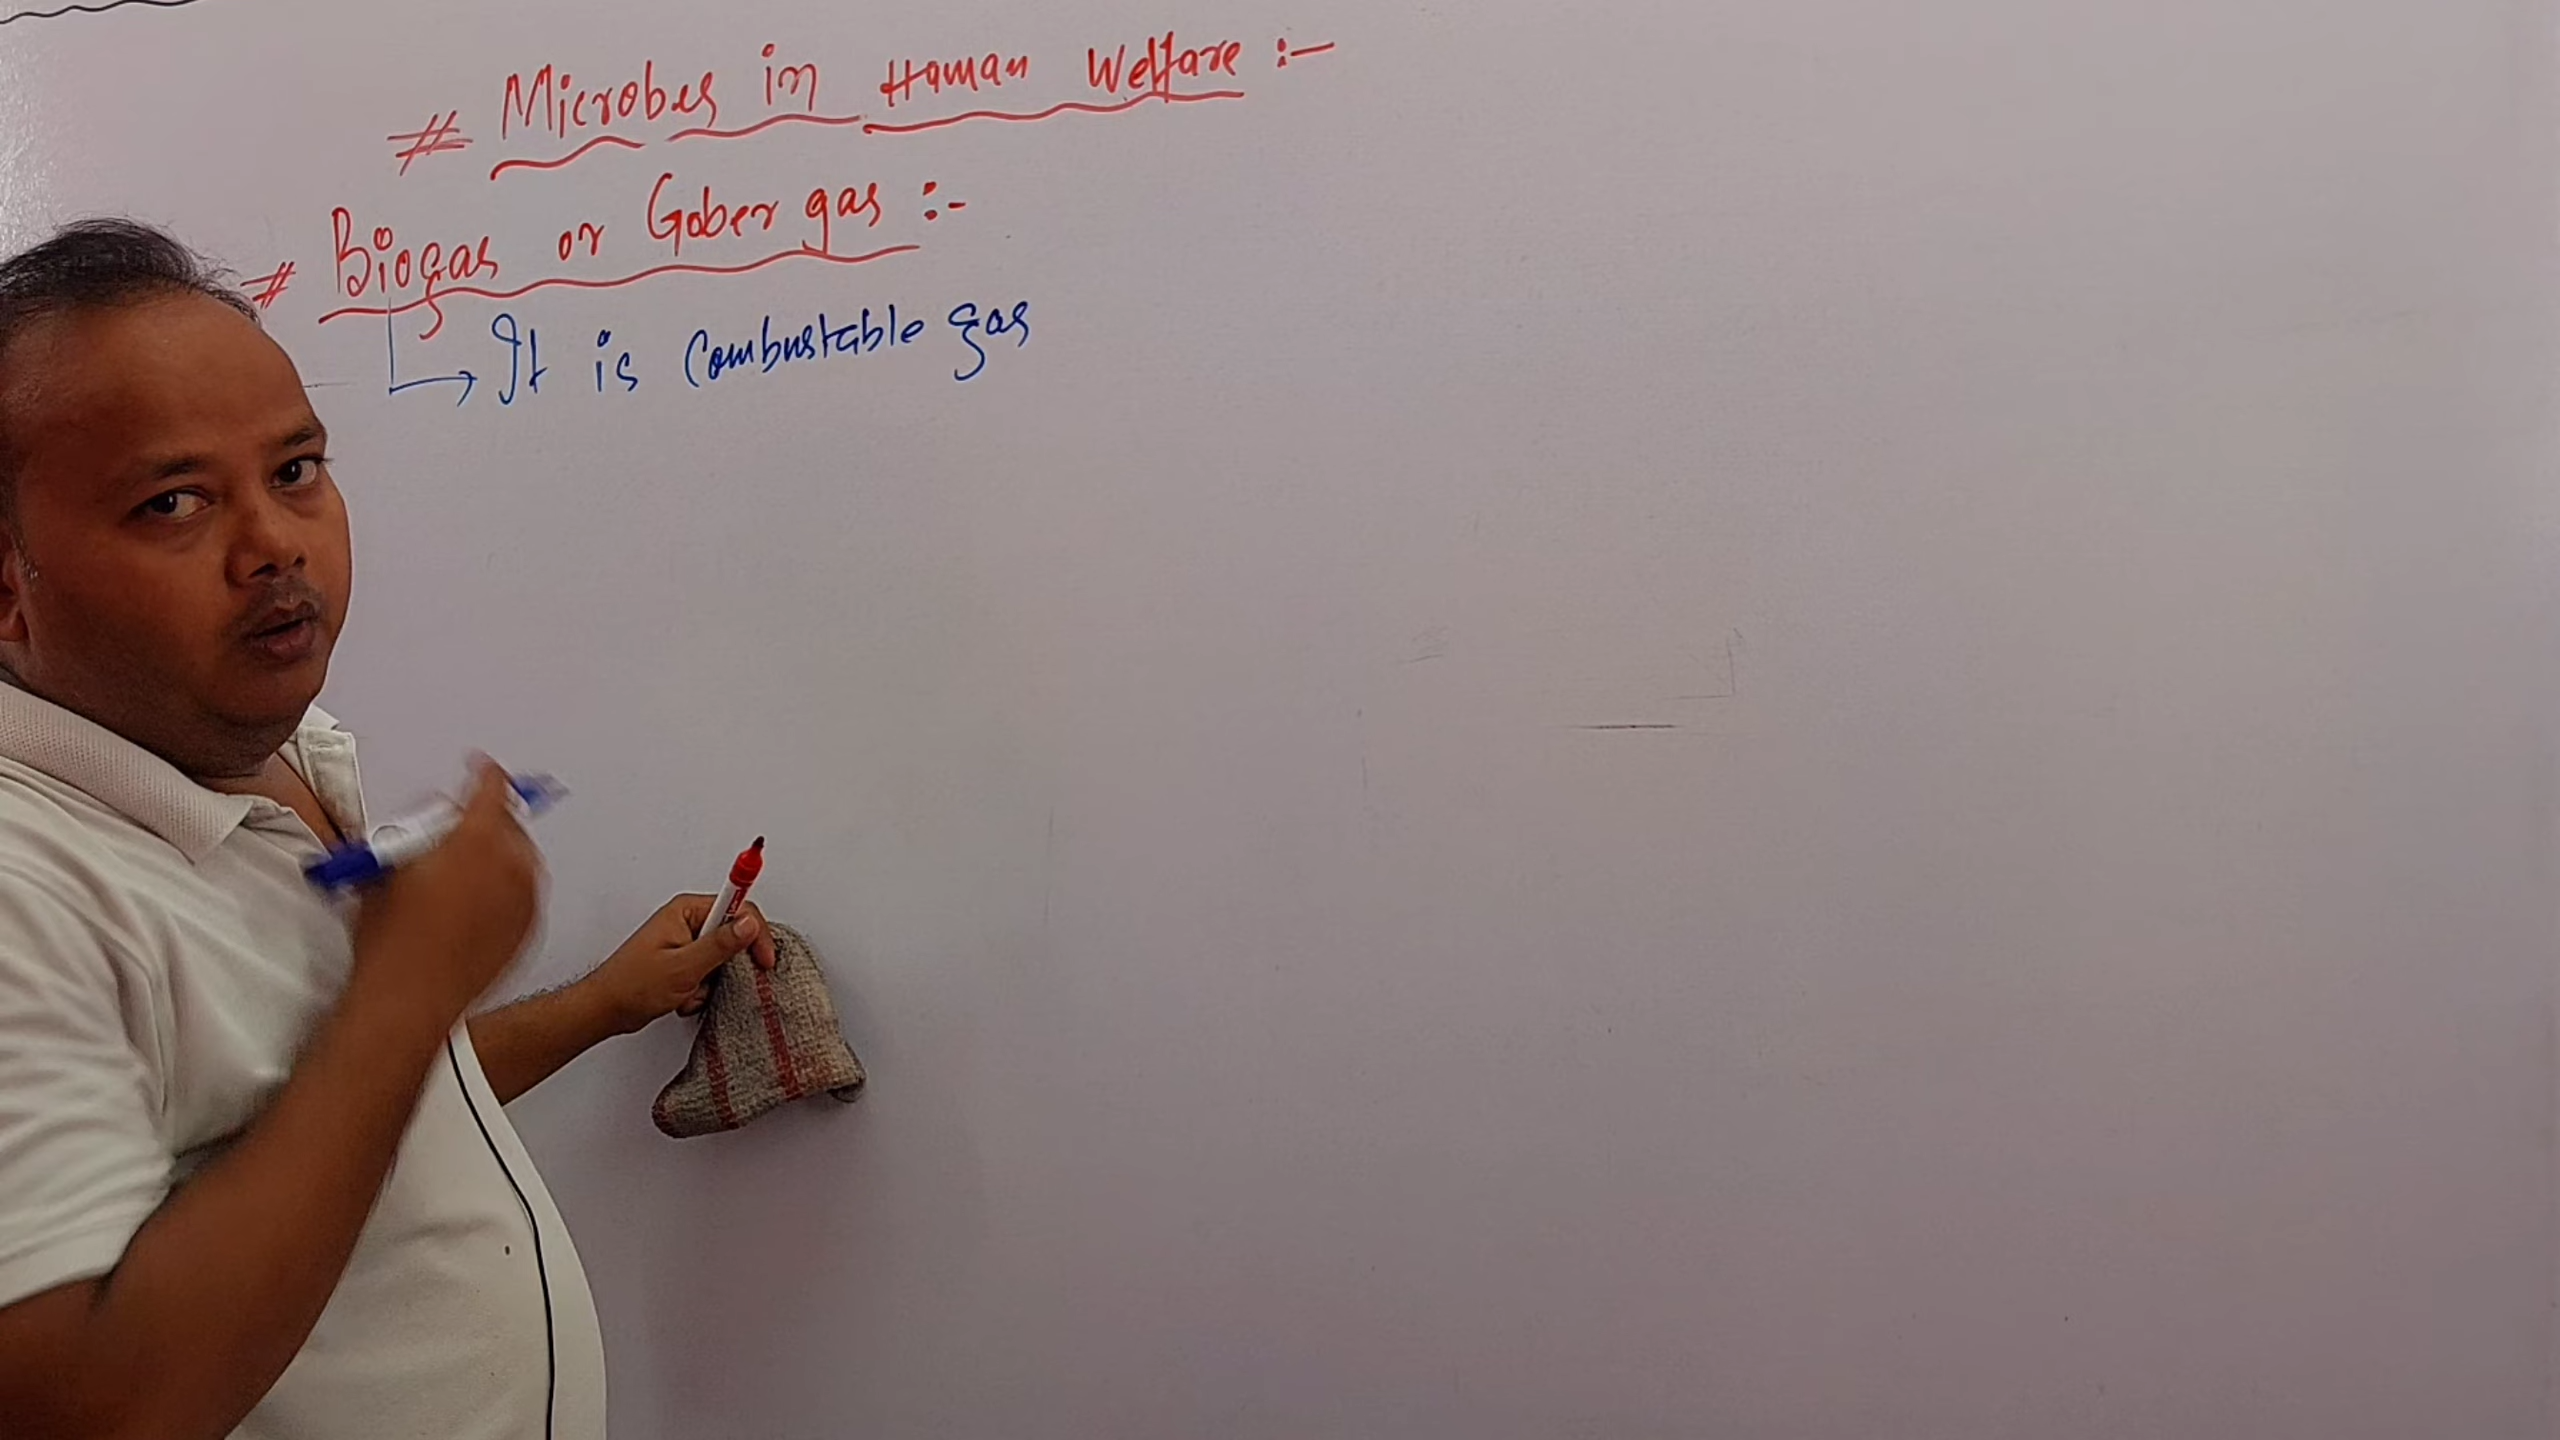 # Microbes in Human Welfare :-
# Biogas or Gober gas :-
It is Combustable gas